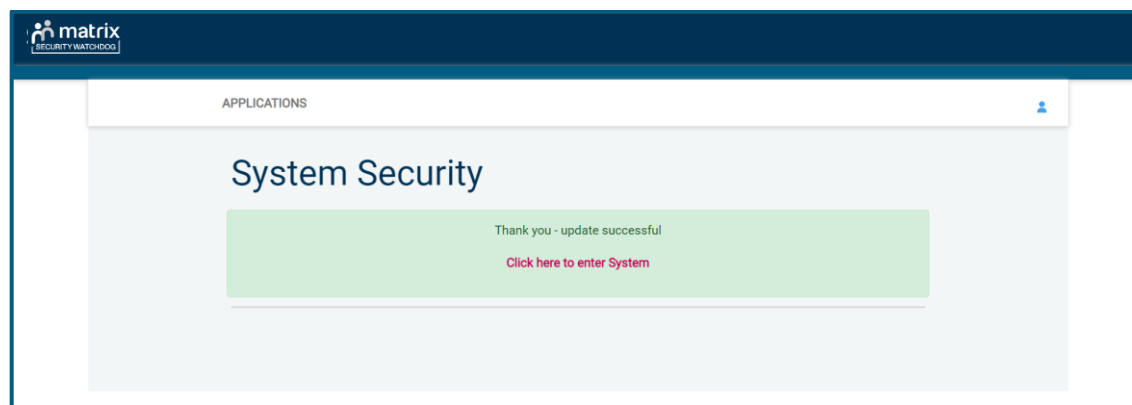 matrix
SECURITY WATCHDOG
APPLICATIONS
System Security
Thank you - update successful
Click here to enter System